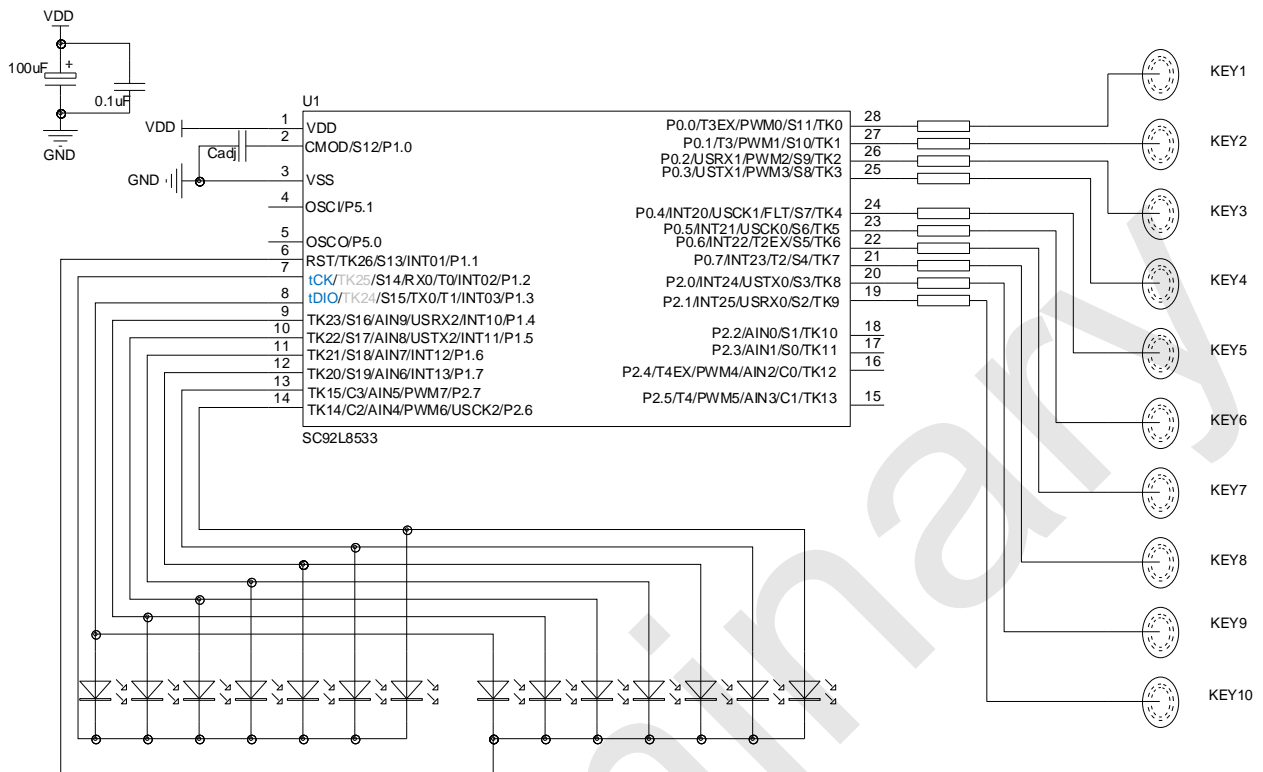 VDD
100uF
+
0.1uF
GND
U1
VDD
1
VDD
2
CMOD/S12/P1.0
Cadj
GND
3
VSS
4
OSCI/P5.1
5
OSCO/P5.0
6
RST/TK26/S13/INT01/P1.1
7
tCK/TK25/S14/RX0/T0/INT02/P1.2
8
tDIO/TK24/S15/TX0/T1/INT03/P1.3
9
TK23/S16/AIN9/USRX2/INT10/P1.4
10
TK22/S17/AIN8/USTX2/INT11/P1.5
11
TK21/S18/AIN7/INT12/P1.6
12
TK20/S19/AIN6/INT13/P1.7
13
TK15/C3/AIN5/PWM7/P2.7
14
TK14/C2/AIN4/PWM6/USCK2/P2.6
SC92L8533
P0.0/T3EX/PWM0/S11/TK0
28
P0.1/T3/PWM1/S10/TK1
27
P0.2/USRX1/PWM2/S9/TK2
26
P0.3/USTX1/PWM3/S8/TK3
25
P0.4/INT20/USCK1/FLT/S7/TK4
24
P0.5/INT21/USCK0/S6/TK5
23
P0.6/INT22/T2EX/S5/TK6
22
P0.7/INT23/T2/S4/TK7
21
P2.0/INT24/USTX0/S3/TK8
20
P2.1/INT25/USRX0/S2/TK9
19
P2.2/AIN0/S1/TK10
18
P2.3/AIN1/S0/TK11
17
P2.4/T4EX/PWM4/AIN2/C0/TK12
16
P2.5/T4/PWM5/AIN3/C1/TK13
15
KEY1
KEY2
KEY3
KEY4
KEY5
KEY6
KEY7
KEY8
KEY9
KEY10
minary